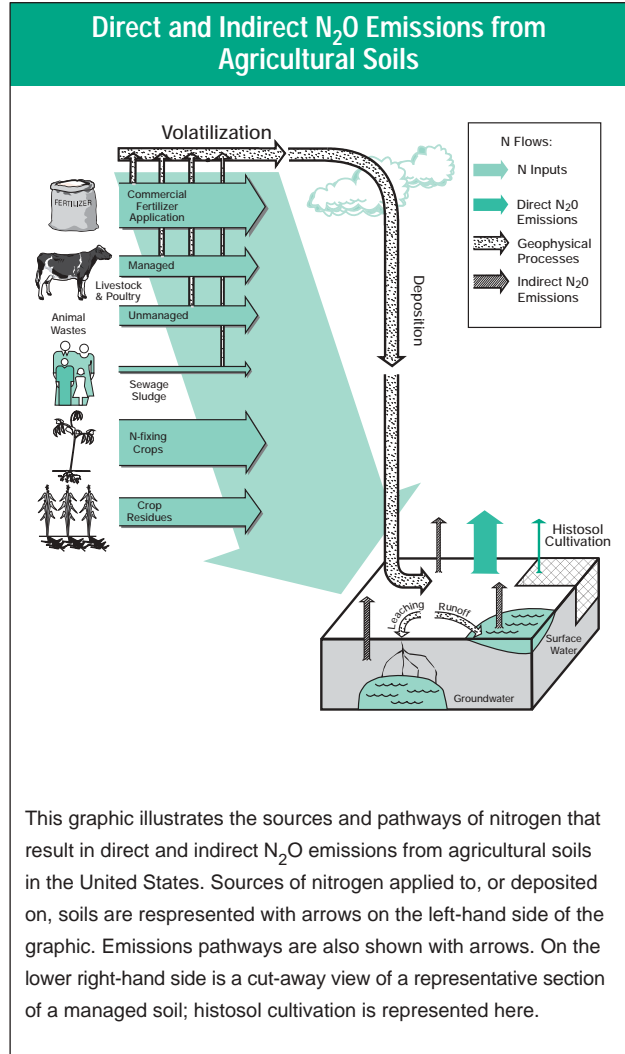 Direct and Indirect N₂O Emissions from
Agricultural Soils
Volatilization
N Flows:
N Inputs
Direct N₂0
Emissions
Geophysical
Processes
Indirect N₂0
Emissions
FERTILIZER
Commercial
Fertilizer
Application
Managed
Livestock
& Poultry
Unmanaged
Animal
Wastes
Sewage
Sludge
N-fixing
Crops
Crop
Residues
Deposition
Histosol
Cultivation
Leaching
Runoff
Surface
Water
Groundwater
This graphic illustrates the sources and pathways of nitrogen that
result in direct and indirect N₂O emissions from agricultural soils
in the United States. Sources of nitrogen applied to, or deposited
on, soils are respresented with arrows on the left-hand side of the
graphic. Emissions pathways are also shown with arrows. On the
lower right-hand side is a cut-away view of a representative section
of a managed soil; histosol cultivation is represented here.